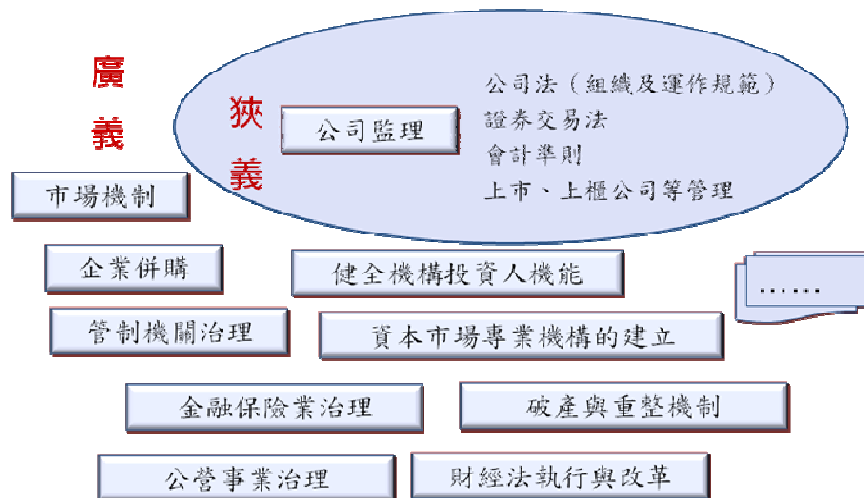 廣義
狹義
公司監理
公司法（組織及運作規範）
證券交易法
會計準則
上市、上櫃公司等管理
市場機制
企業併購
健全機構投資人機能
……
管制機關治理
資本市場專業機構的建立
金融保險業治理
破產與重整機制
公營事業治理
財經法執行與改革